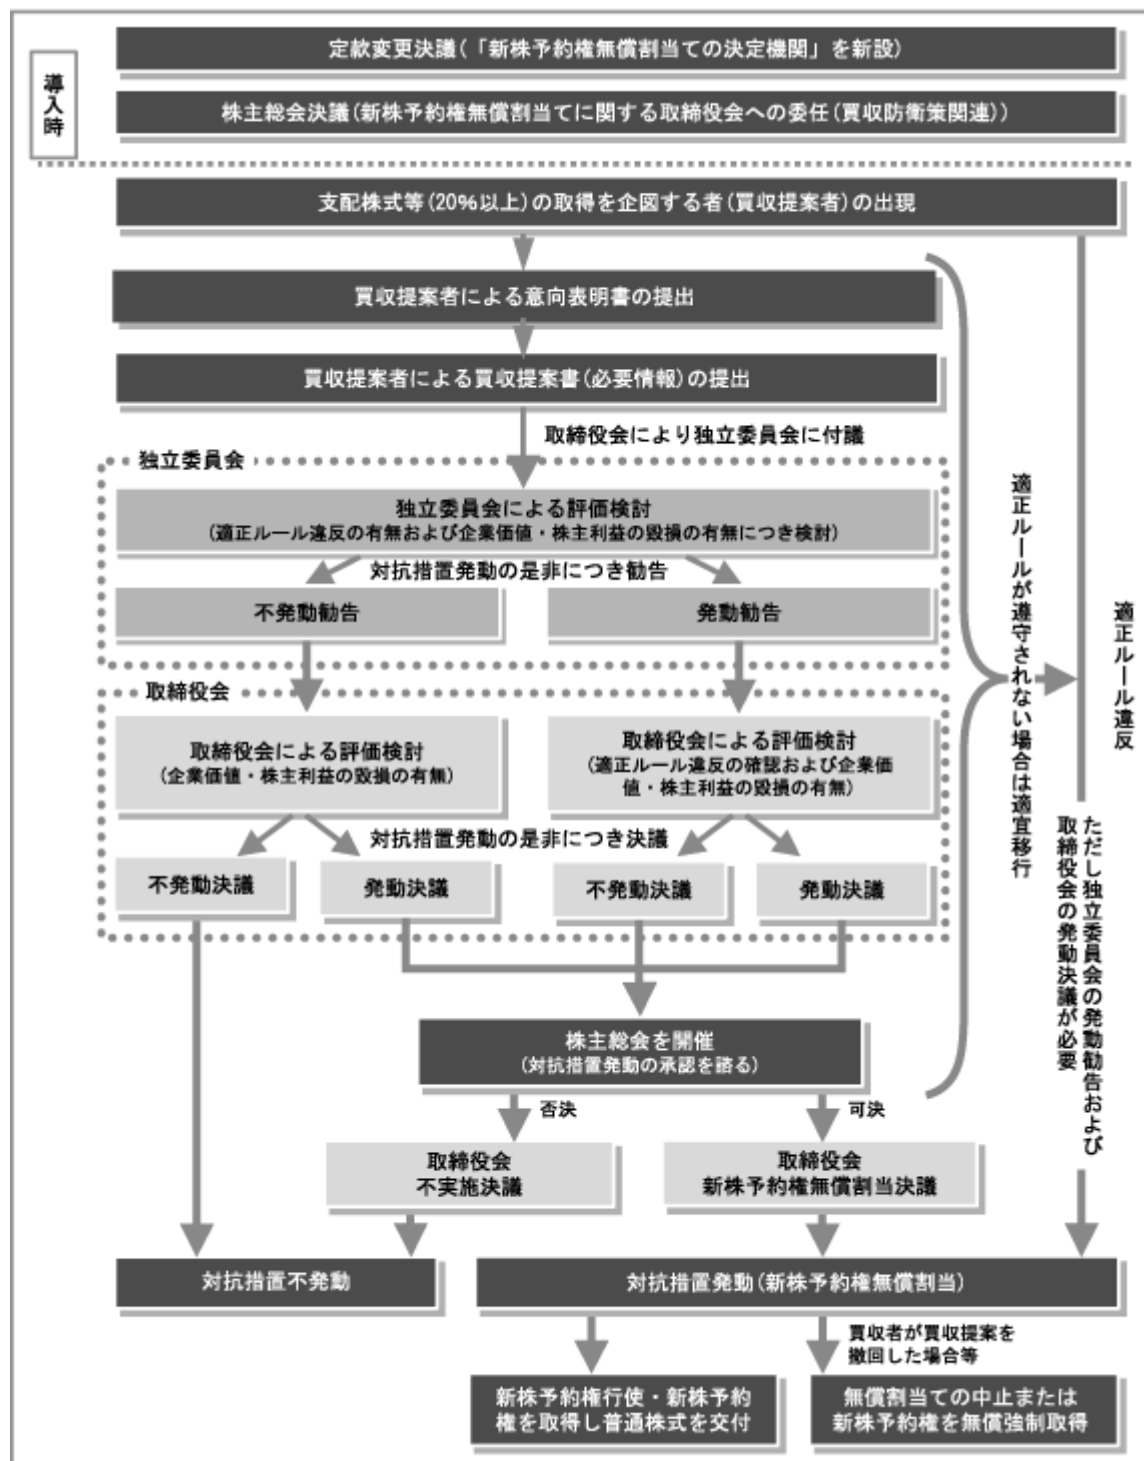 定款変更決議(「新株予約権無償割当ての決定機関」を新設)
導入時
株主総会決議(新株予約権無償割当てに関する取締役会への委任(買収防衛策関連))
支配株式等(20%以上)の取得を企図する者(買収提案者)の出現
買収提案者による意向表明書の提出
買収提案者による買収提案書(必要情報)の提出
取締役会により独立委員会に付議
独立委員会
独立委員会による評価検討
(適正ルール違反の有無および企業価値・株主利益の毀損の有無につき検討)
対抗措置発動の是非につき勧告
不発動勧告
発動勧告
取締役会
取締役会による評価検討
(企業価値・株主利益の毀損の有無)
取締役会による評価検討
(適正ルール違反の確認および企業価
値・株主利益の毀損の有無)
対抗措置発動の是非につき決議
不発動決議
発動決議
不発動決議
発動決議
株主総会を開催
(対抗措置発動の承認を諮る)
否決
可決
取締役会
不実施決議
取締役会
新株予約権無償割当決議
適正ルールが遵守されない場合は適宜移行
適正ルール違反
ただし独立委員会の発動勧告および
取締役会の発動決議が必要
対抗措置不発動
対抗措置発動(新株予約権無償割当)
買収者が買収提案を
撤回した場合等
新株予約権行使・新株予約
権を取得し普通株式を交付
無償割当ての中止または
新株予約権を無償強制取得